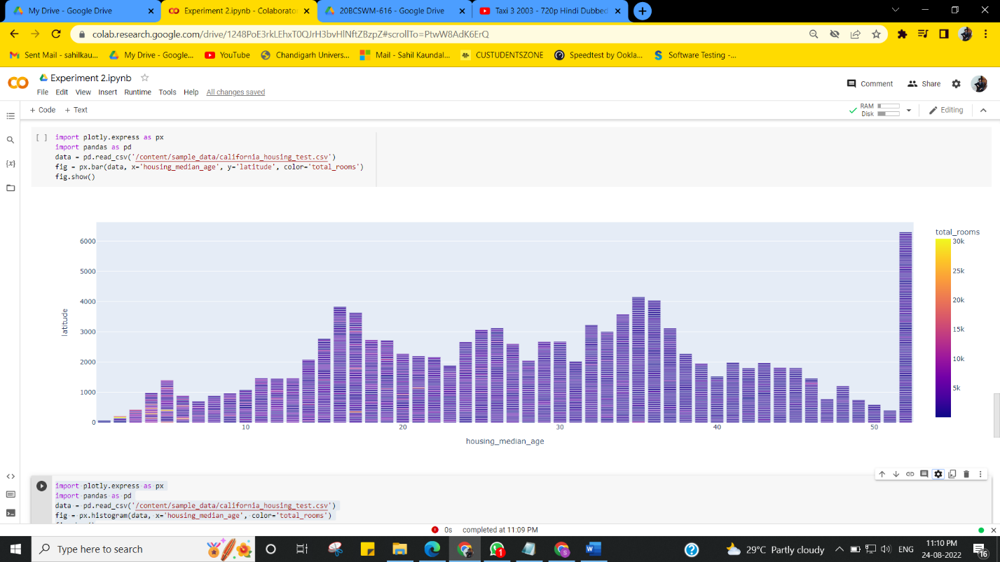 My Drive - Google Drive
Experiment 2.ipynb - Colaborator
20BCSWM-616 - Google Drive
Taxi 3 2003 - 720p Hindi Dubbed
colab.research.google.com/drive/1248PoE3rkLEhxT0QJrH3bvHlNftZBzpZ#scrollTo=PtwW8AdK6ErQ
Sent Mail - sahilkau...
My Drive - Google...
YouTube
Chandigarh Univers...
Mail - Sahil Kaundal...
CUSTUDENTSZONE
Speedtest by Ookla...
Software Testing -...
Experiment 2.ipynb
File Edit View Insert Runtime Tools Help All changes saved
Comment
Share
+ Code + Text
RAM
Disk
Editing
[ ] import plotly.express as px
import pandas as pd
data = pd.read_csv('/content/sample_data/california_housing_test.csv')
fig = px.bar(data, x='housing_median_age', y='latitude', color='total_rooms')
fig.show()
total_rooms
30k
25k
20k
15k
10k
5k
6000
5000
4000
3000
2000
1000
0
latitude
10 20 30 40 50
housing_median_age
import plotly.express as px
import pandas as pd
data = pd.read_csv('/content/sample_data/california_housing_test.csv')
fig = px.histogram(data, x='housing_median_age', color='total_rooms')
0s completed at 11:09 PM
Type here to search
1
29°C Partly cloudy
ENG
11:10 PM
24-08-2022
16